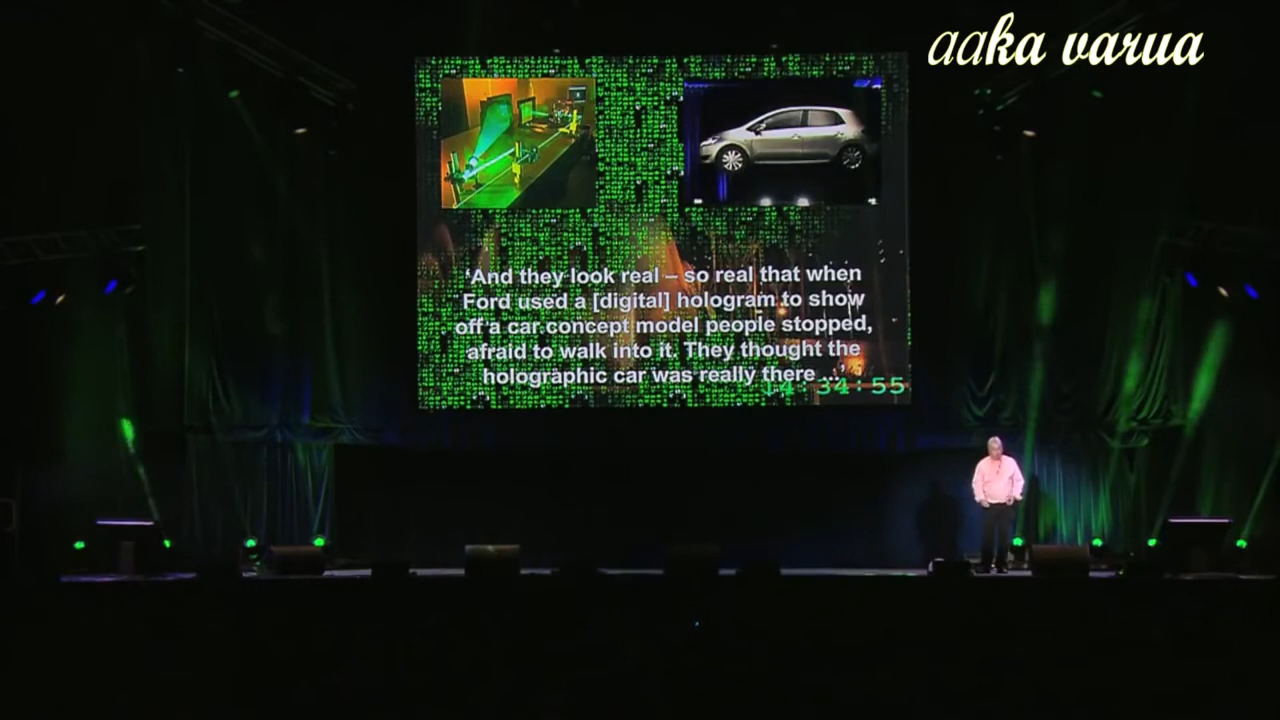 aaka varua
‘And they look real – so real that when
Ford used a [digital] hologram to show
off a car concept model people stopped,
afraid to walk into it. They thought the
holographic car was really there ...’
14:34:55